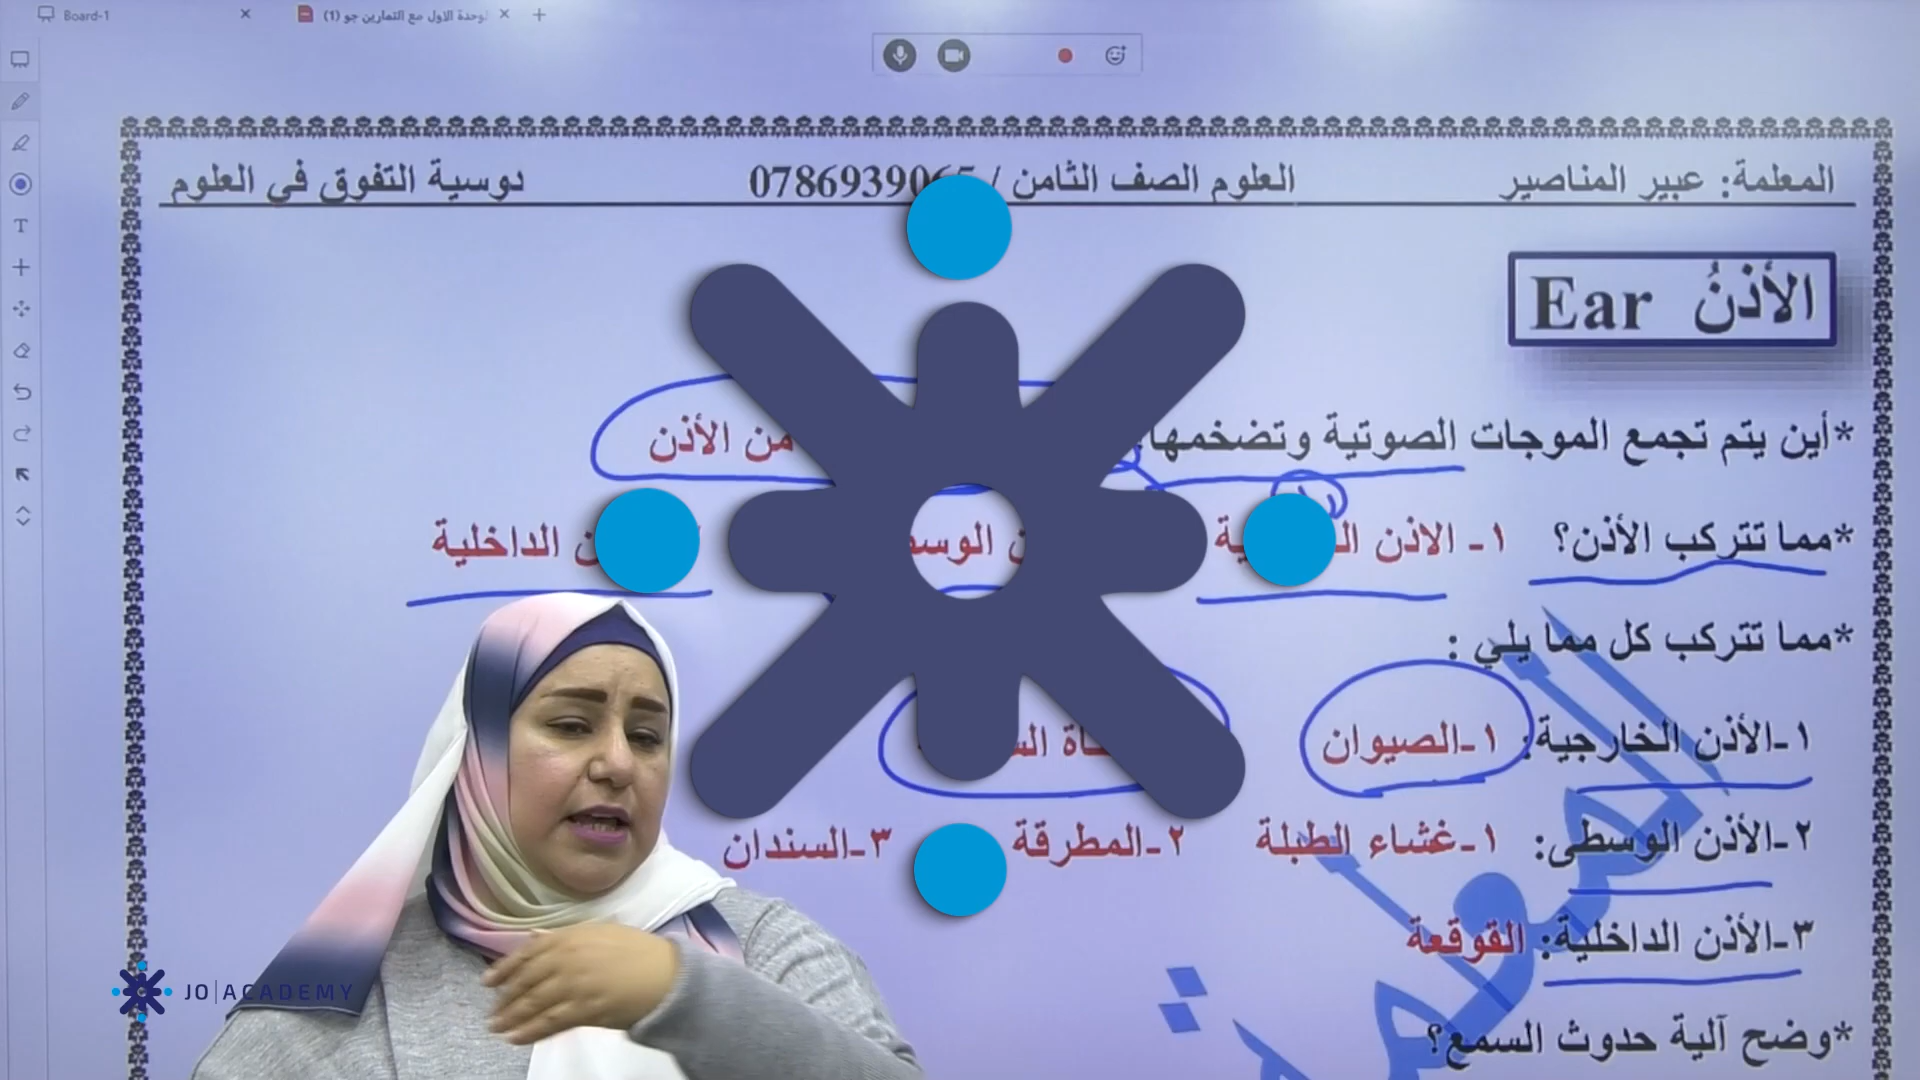 Board-1
الوحدة الاول مع التمارين جو (1)
المعلمة: عبير المناصير العلوم الصف الثامن / 0786939065 دوسية التفوق في العلوم
الأذنُ Ear
*أين يتم تجمع الموجات الصوتية وتضخمها من الأذن
*مما تتركب الأذن؟ ١- الاذن الداخلية
*مما تتركب كل مما يلي :
١-الأذن الخارجية: ١-الصيوان
٢-الأذن الوسطى: ١-غشاء الطبلة ٢-المطرقة ٣-السندان
٣-الأذن الداخلية: القوقعة
*وضح آلية حدوث السمع؟
المعلمة
JO|ACADEMY